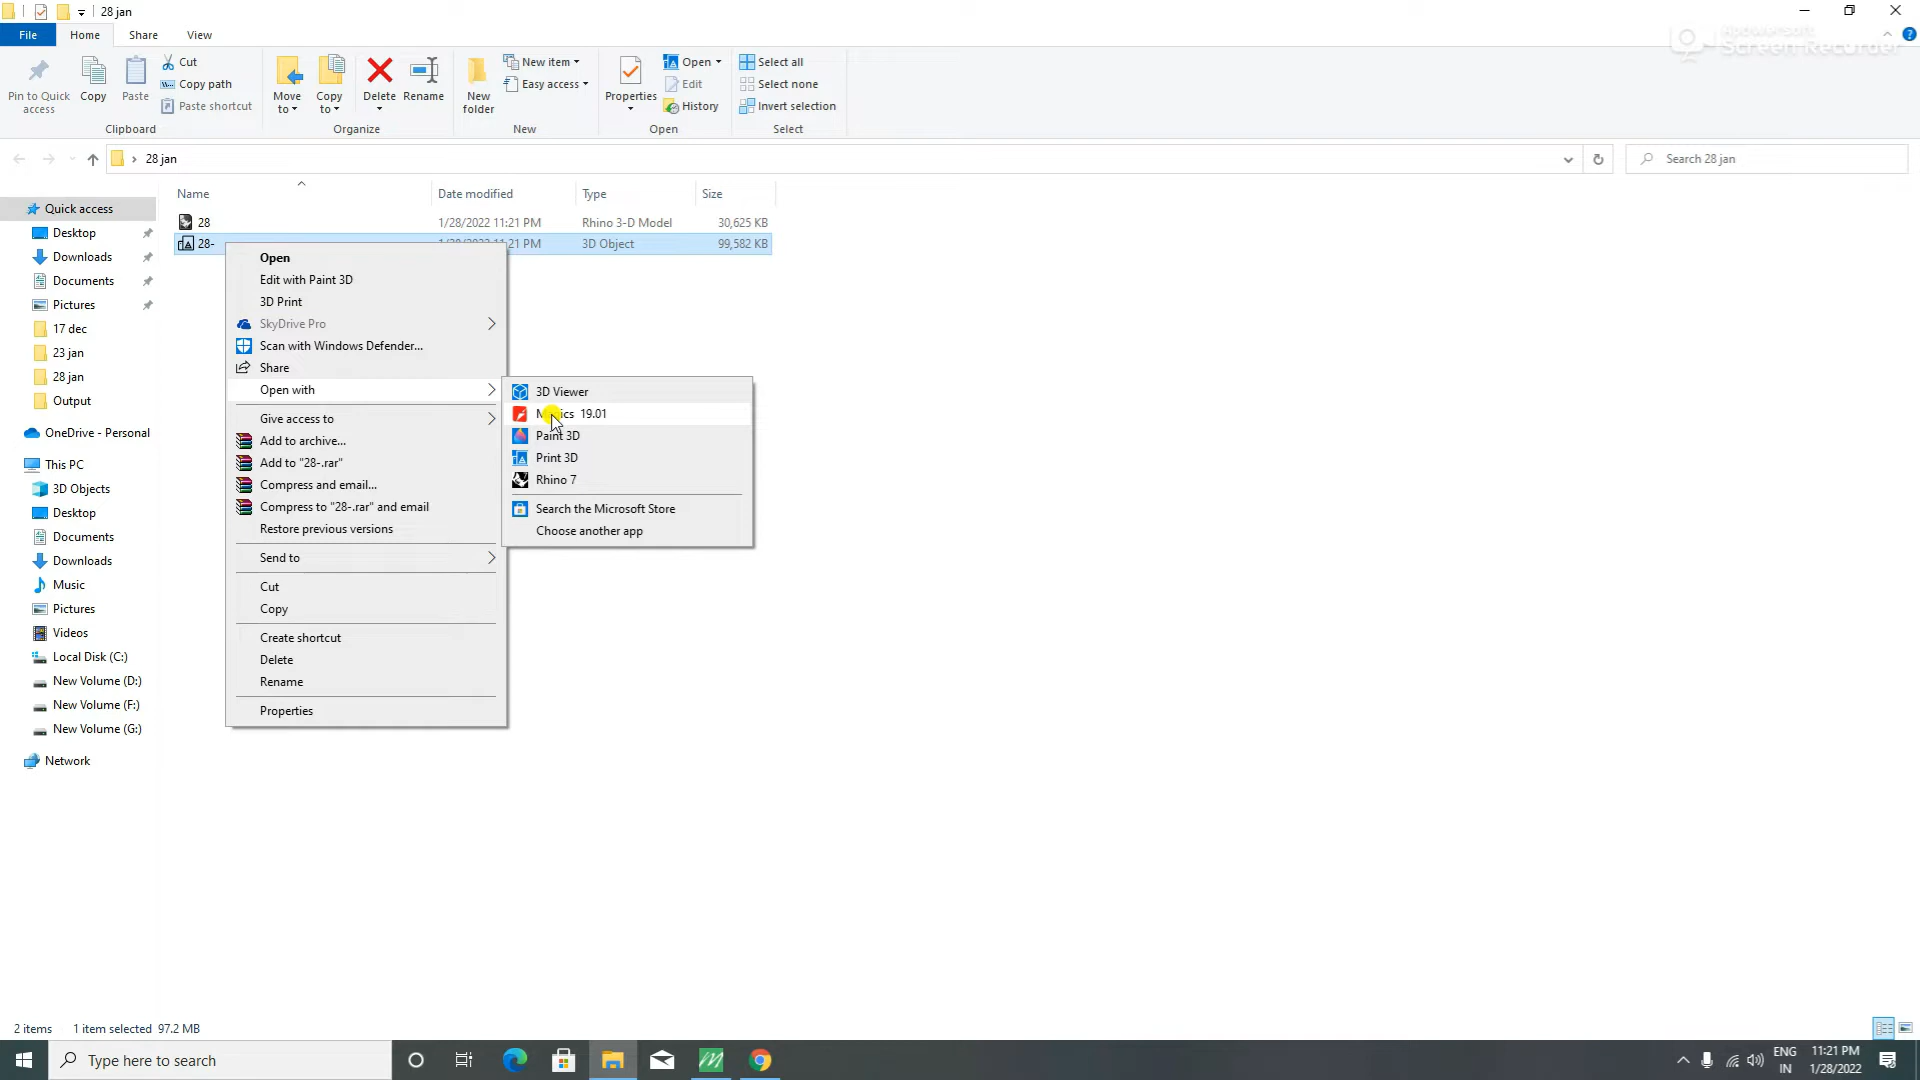 28 jan
File Home Share View
Apowersoft
Screen Recorder
Pin to Quick access
Copy
Paste
Cut
Copy path
Paste shortcut
Clipboard
Move to
Copy to
Delete
Rename
Organize
New folder
New item
Easy access
New
Properties
Open
Edit
History
Open
Select all
Select none
Invert selection
Select
28 jan
Search 28 jan
Name Date modified Type Size
28 1/28/2022 11:21 PM Rhino 3-D Model 30,625 KB
28- 21 PM 3D Object 99,582 KB
Quick access
Desktop
Downloads
Documents
Pictures
17 dec
23 jan
28 jan
Output
OneDrive - Personal
This PC
3D Objects
Desktop
Documents
Downloads
Music
Pictures
Videos
Local Disk (C:)
New Volume (D:)
New Volume (F:)
New Volume (G:)
Network
Open
Edit with Paint 3D
3D Print
SkyDrive Pro
Scan with Windows Defender...
Share
Open with
Give access to
Add to archive...
Add to "28-.rar"
Compress and email...
Compress to "28-.rar" and email
Restore previous versions
Send to
Cut
Copy
Create shortcut
Delete
Rename
Properties
3D Viewer
19.01
Paint 3D
Print 3D
Rhino 7
Search the Microsoft Store
Choose another app
2 items 1 item selected 97.2 MB
Type here to search
ENG
IN
11:21 PM
1/28/2022